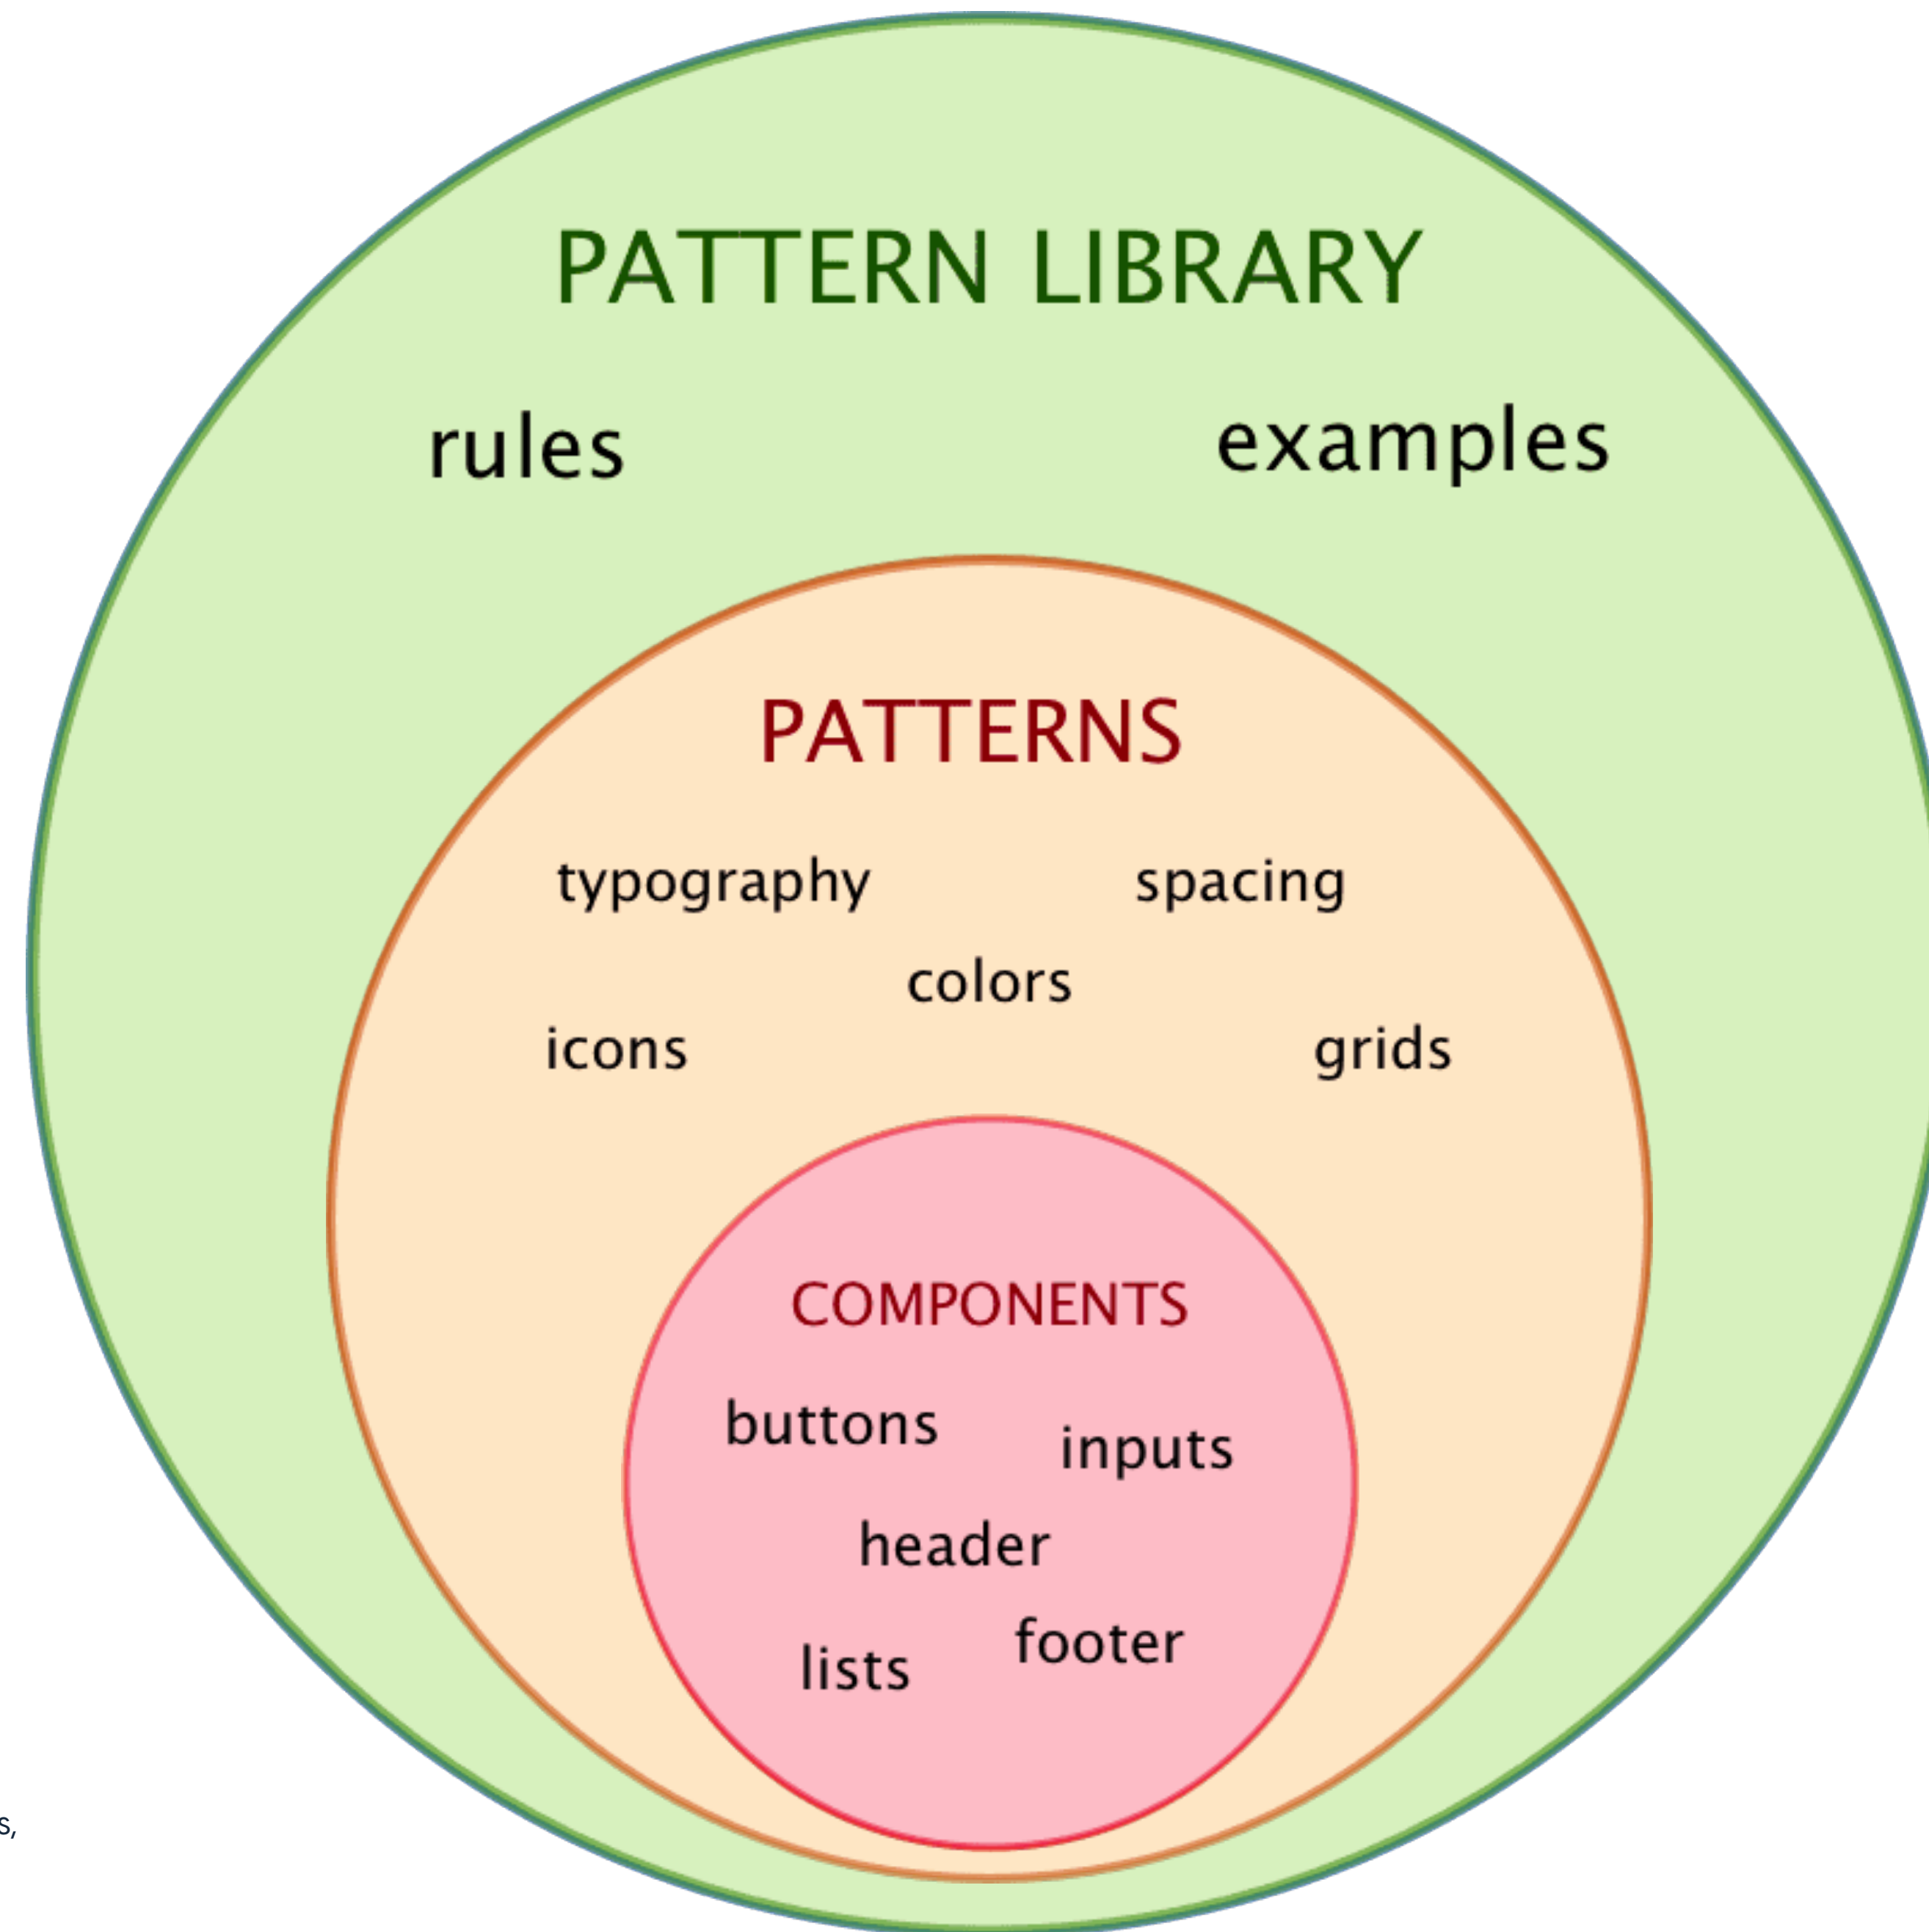 PATTERN LIBRARY
rules examples
PATTERNS
typography spacing
colors
icons grids
COMPONENTS
buttons inputs
header
footer
lists
s,